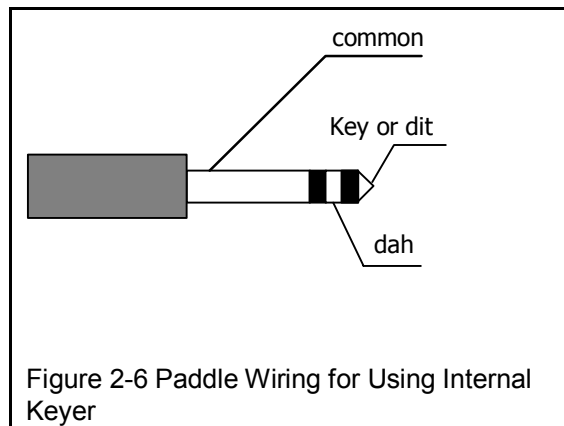 common
Key or dit
dah
Figure 2-6 Paddle Wiring for Using Internal
Keyer